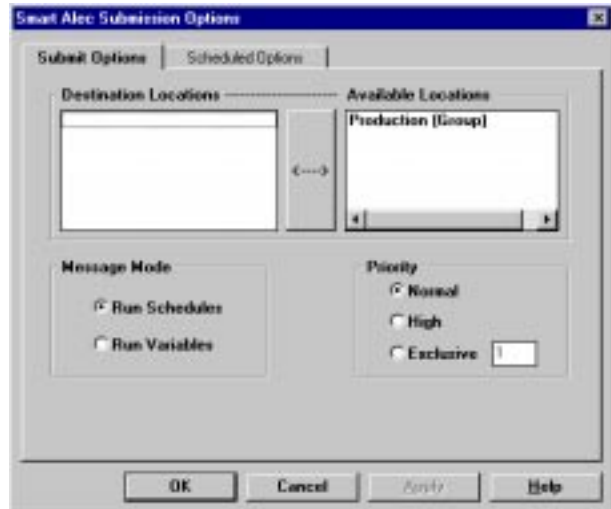 Smart Alec Submission Options
Submit Options
Scheduled Options
Destination Locations ---------------- Available Locations
Production (Group)
<---->
Message Mode
Run Schedules
Run Variables
Priority
Normal
High
Exclusive 1
OK
Cancel
Apply
Help